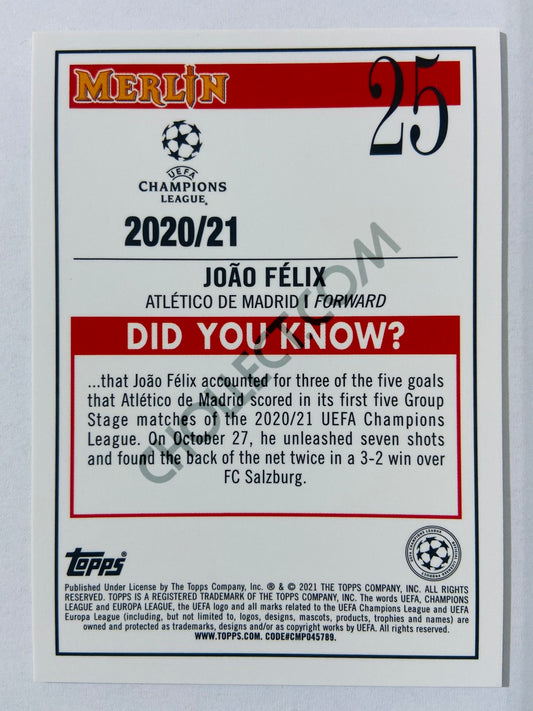 MERLIN
25
UEFA
CHAMPIONS
LEAGUE®
2020/21
JOÃO FÉLIX
ATLÉTICO DE MADRID | FORWARD
DID YOU KNOW?
...that João Félix accounted for three of the five goals
that Atlético de Madrid scored in its first five Group
Stage matches of the 2020/21 UEFA Champions
League. On October 27, he unleashed seven shots
and found the back of the net twice in a 3-2 win over
FC Salzburg.
CHOLLECT.COM
topps®
Published Under License by The Topps Company, Inc. ® & © 2021 THE TOPPS COMPANY, INC. ALL RIGHTS
RESERVED. TOPPS IS A REGISTERED TRADEMARK OF THE TOPPS COMPANY, INC. The words UEFA, CHAMPIONS
LEAGUE and EUROPA LEAGUE, the UEFA logo and all marks related to the UEFA Champions League and UEFA
Europa League (including, but not limited to, logos, designs, mascots, products, trophies and names) are
owned and protected as trademarks, designs and/or as copyright works by UEFA. All rights reserved.
WWW.TOPPS.COM. CODE#CMP045789.